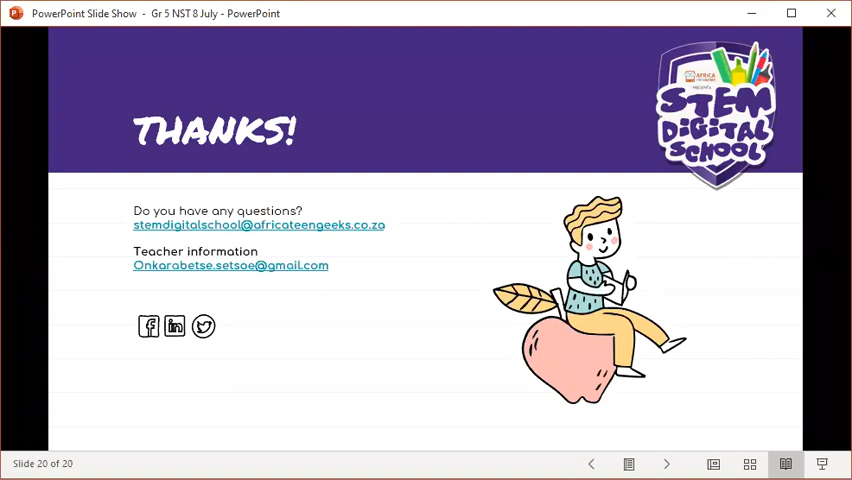 PowerPoint Slide Show - Gr 5 NST 8 July - PowerPoint
AFRICA
STEM
DIGITAL
SCHOOL
THANKS!
Do you have any questions?
stemdigitalschool@africateengeeks.co.za
Teacher information
Onkarabetse.setsoe@gmail.com
Slide 20 of 20